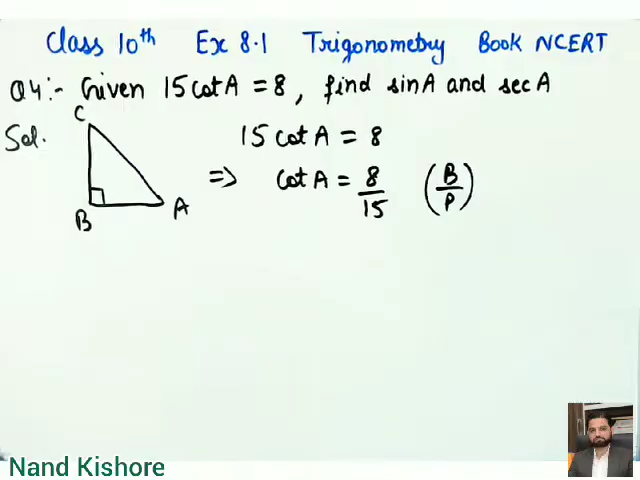 Class 10th Ex 8.1 Trigonometry Book NCERT
Q4:- Given 15 cot A = 8, find sin A and sec A
Sol. C 15 cot A = 8
⇒ cot A = 8/15 (B/P)
B A
Nand Kishore